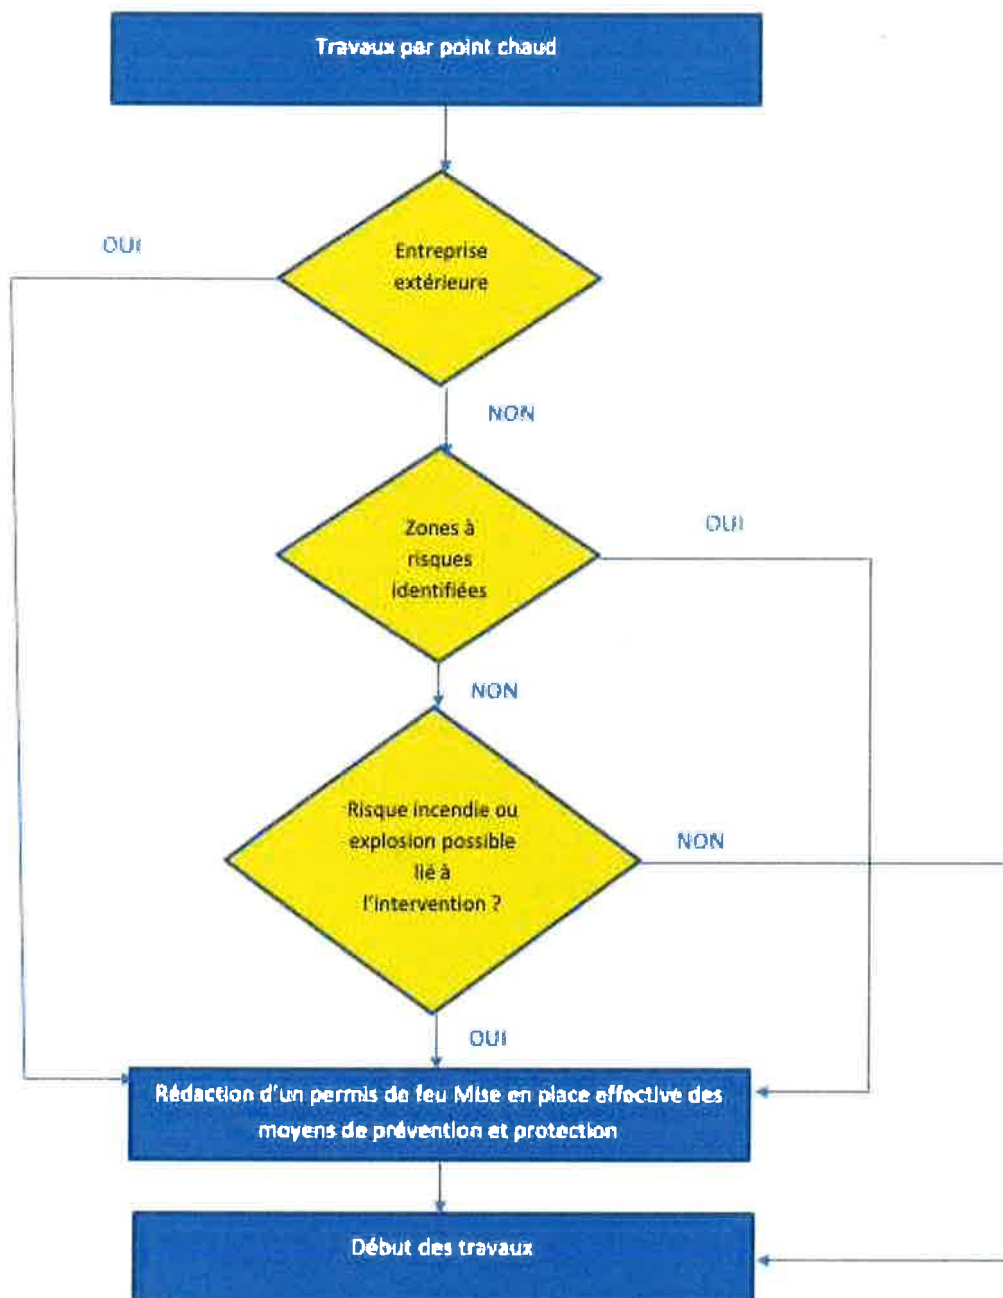 Travaux par point chaud
OUI
Entreprise
extérieure
NON
Zones à
risques
identifiées
OUI
NON
Risque incendie ou
explosion possible
lié à
l'intervention ?
NON
OUI
Rédaction d'un permis de feu Mise en place effective des
moyens de prévention et protection
Début des travaux